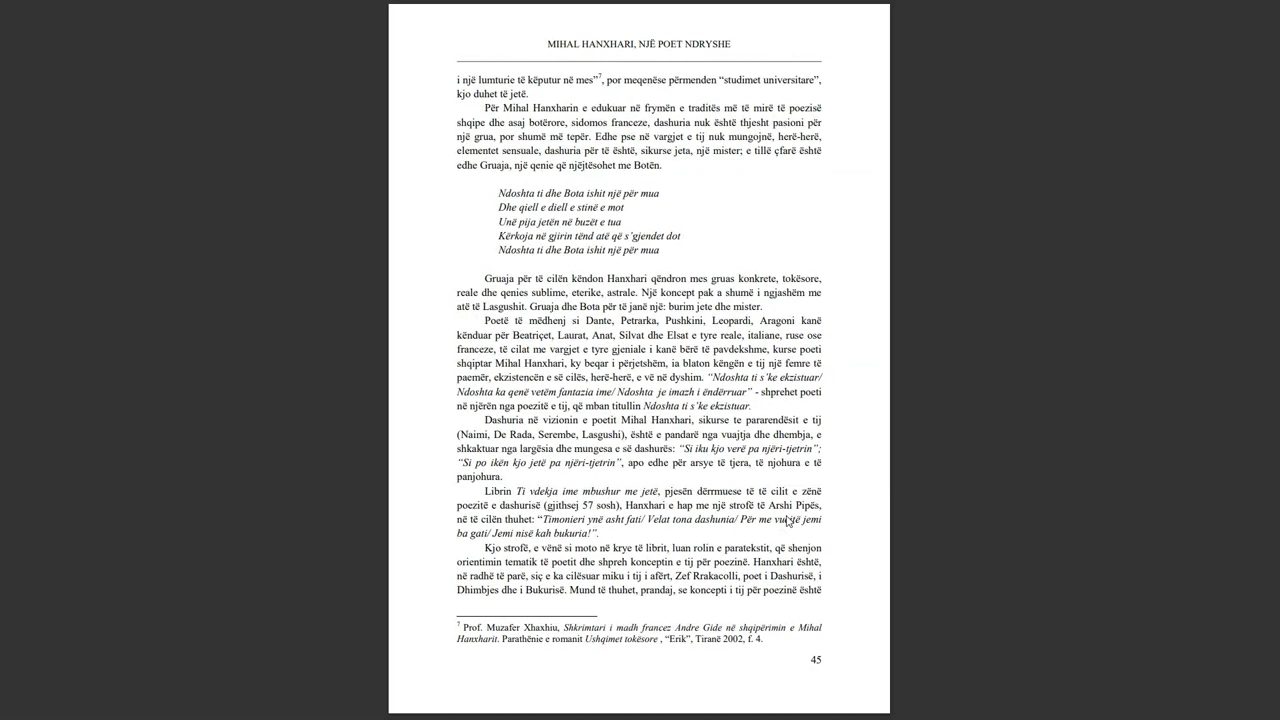 MIHAL HANXHARI, NJË POET NDRYSHE
i një lumturie të këputur në mes”7, por meqenëse përmenden “studimet universitare”,
kjo duhet të jetë.
Për Mihal Hanxharin e edukuar në frymën e traditës më të mirë të poezisë
shqipe dhe asaj botërore, sidomos franceze, dashuria nuk është thjesht pasioni për
një grua, por shumë më tepër. Edhe pse në vargjet e tij nuk mungojnë, herë-herë,
elementet sensuale, dashuria për të është, sikurse jeta, një mister; e tillë çfarë është
edhe Gruaja, një qenie që njëjtësohet me Botën.
Ndoshta ti dhe Bota ishit një për mua
Dhe qiell e diell e stinë e mot
Unë pija jetën në buzët e tua
Kërkoja në gjirin tënd atë që s’gjendet dot
Ndoshta ti dhe Bota ishit një për mua
Gruaja për të cilën këndon Hanxhari qëndron mes gruas konkrete, tokësore,
reale dhe qenies sublime, eterike, astrale. Një koncept pak a shumë i ngjashëm me
atë të Lasgushit. Gruaja dhe Bota për të janë një: burim jete dhe mister.
Poetë të mëdhenj si Dante, Petrarka, Pushkini, Leopardi, Aragoni kanë
kënduar për Beatriçet, Laurat, Anat, Silvat dhe Elsat e tyre reale, italiane, ruse ose
franceze, të cilat me vargjet e tyre gjeniale i kanë bërë të pavdekshme, kurse poeti
shqiptar Mihal Hanxhari, ky beqar i përjetshëm, ia blaton këngën e tij një femre të
paemër, ekzistencën e së cilës, herë-herë, e vë në dyshim. “Ndoshta ti s’ke ekzistuar/
Ndoshta ka qenë vetëm fantazia ime/ Ndoshta je imazh i ëndërruar” - shprehet poeti
në njërën nga poezitë e tij, që mban titullin Ndoshta ti s’ke ekzistuar.
Dashuria në vizionin e poetit Mihal Hanxhari, sikurse te pararendësit e tij
(Naimi, De Rada, Serembe, Lasgushi), është e pandarë nga vuajtja dhe dhembja, e
shkaktuar nga largësia dhe mungesa e së dashurës: “Si iku kjo verë pa njëri-tjetrin”;
“Si po ikën kjo jetë pa njëri-tjetrin”, apo edhe për arsye të tjera, të njohura e të
panjohura.
Librin Ti vdekja ime mbushur me jetë, pjesën dërrmuese të të cilit e zënë
poezitë e dashurisë (gjithsej 57 sosh), Hanxhari e hap me një strofë të Arshi Pipës,
në të cilën thuhet: “Timonieri ynë asht fati/ Velat tona dashunia/ Për me të jemi
ba gati/ Jemi nisë kah bukuria!”.
Kjo strofë, e vënë si moto në krye të librit, luan rolin e paratekstit, që shenjon
orientimin tematik të poetit dhe shpreh konceptin e tij për poezinë. Hanxhari është,
në radhë të parë, siç e ka cilësuar miku i tij i afërt, Zef Rrakacolli, poet i Dashurisë, i
Dhimbjes dhe i Bukurisë. Mund të thuhet, prandaj, se koncepti i tij për poezinë është
7 Prof. Muzafer Xhaxhiu, Shkrimtari i madh francez Andre Gide në shqipërimin e Mihal
Hanxharit. Parathënie e romanit Ushqimet tokësore , “Erik”, Tiranë 2002, f. 4.
45